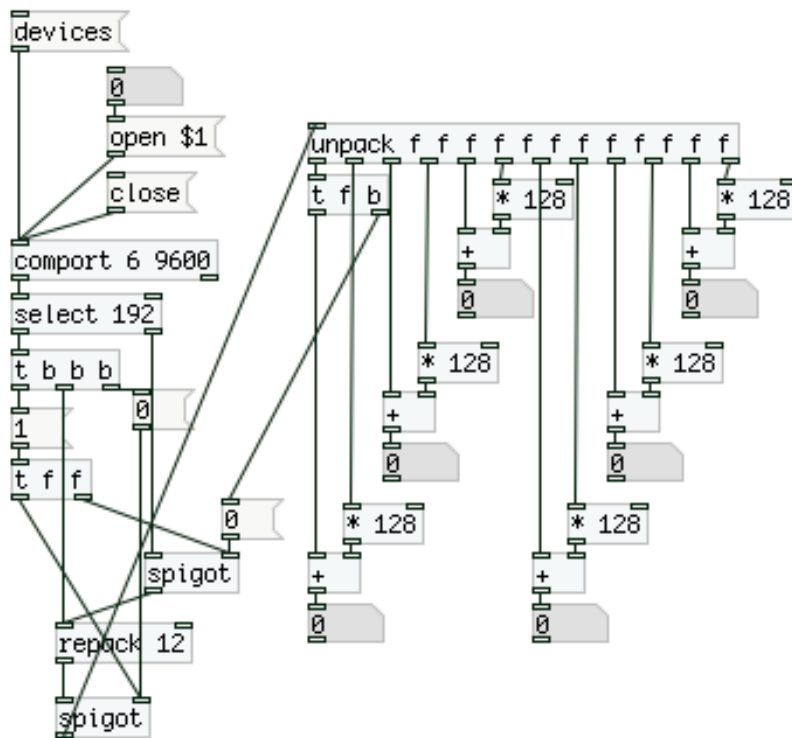 devices
0
open $1
close
comport 6 9600
select 192
t b b b
0
1
t f f
0
spigot
repack 12
spigot
unpack f f f f f f f f f f f f
t f b
* 128
* 128
+
+
0
0
* 128
* 128
+
+
0
0
* 128
* 128
+
+
0
0